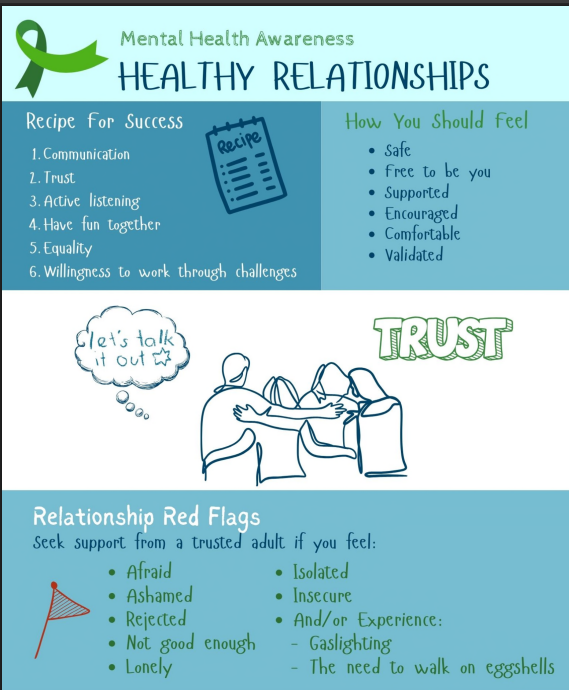 Mental Health Awareness
HEALTHY RELATIONSHIPS
Recipe For Success
1. Communication
2. Trust
3. Active listening
4. Have fun together
5. Equality
6. Willingness to work through challenges
Recipe
How You Should Feel
• Safe
• Free to be you
• Supported
• Encouraged
• Comfortable
• Validated
let's talk
it out
TRUST
Relationship Red Flags
Seek support from a trusted adult if you feel:
• Afraid
• Ashamed
• Rejected
• Not good enough
• Lonely
• Isolated
• Insecure
• And/or Experience:
- Gaslighting
- The need to walk on eggshells